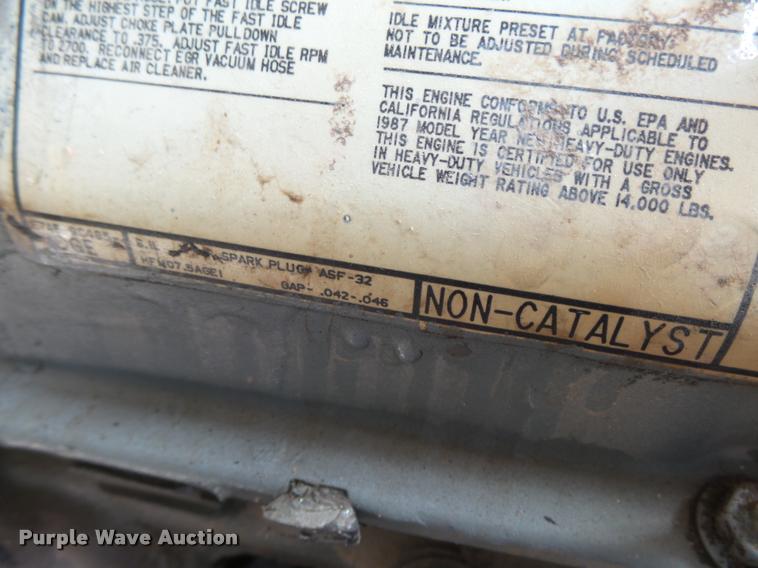 FAST IDLE SCREW
ON THE HIGHEST STEP OF THE FAST IDLE
CAM. ADJUST CHOKE PLATE PULLDOWN
CLEARANCE TO .375. ADJUST FAST IDLE RPM
TO 2700. RECONNECT EGR VACUUM HOSE
AND REPLACE AIR CLEANER.
IDLE MIXTURE PRESET AT FACTORY.
NOT TO BE ADJUSTED DURING SCHEDULED
MAINTENANCE.
THIS ENGINE CONFORMS TO U.S. EPA AND
CALIFORNIA REGULATIONS APPLICABLE TO
1987 MODEL YEAR NEW HEAVY-DUTY ENGINES.
THIS ENGINE IS CERTIFIED FOR USE ONLY
IN HEAVY-DUTY VEHICLES WITH A GROSS
VEHICLE WEIGHT RATING ABOVE 14,000 LBS.
SPARK PLUG- ASF-32
GAP- .042-.046
NON-CATALYST
Purple Wave Auction